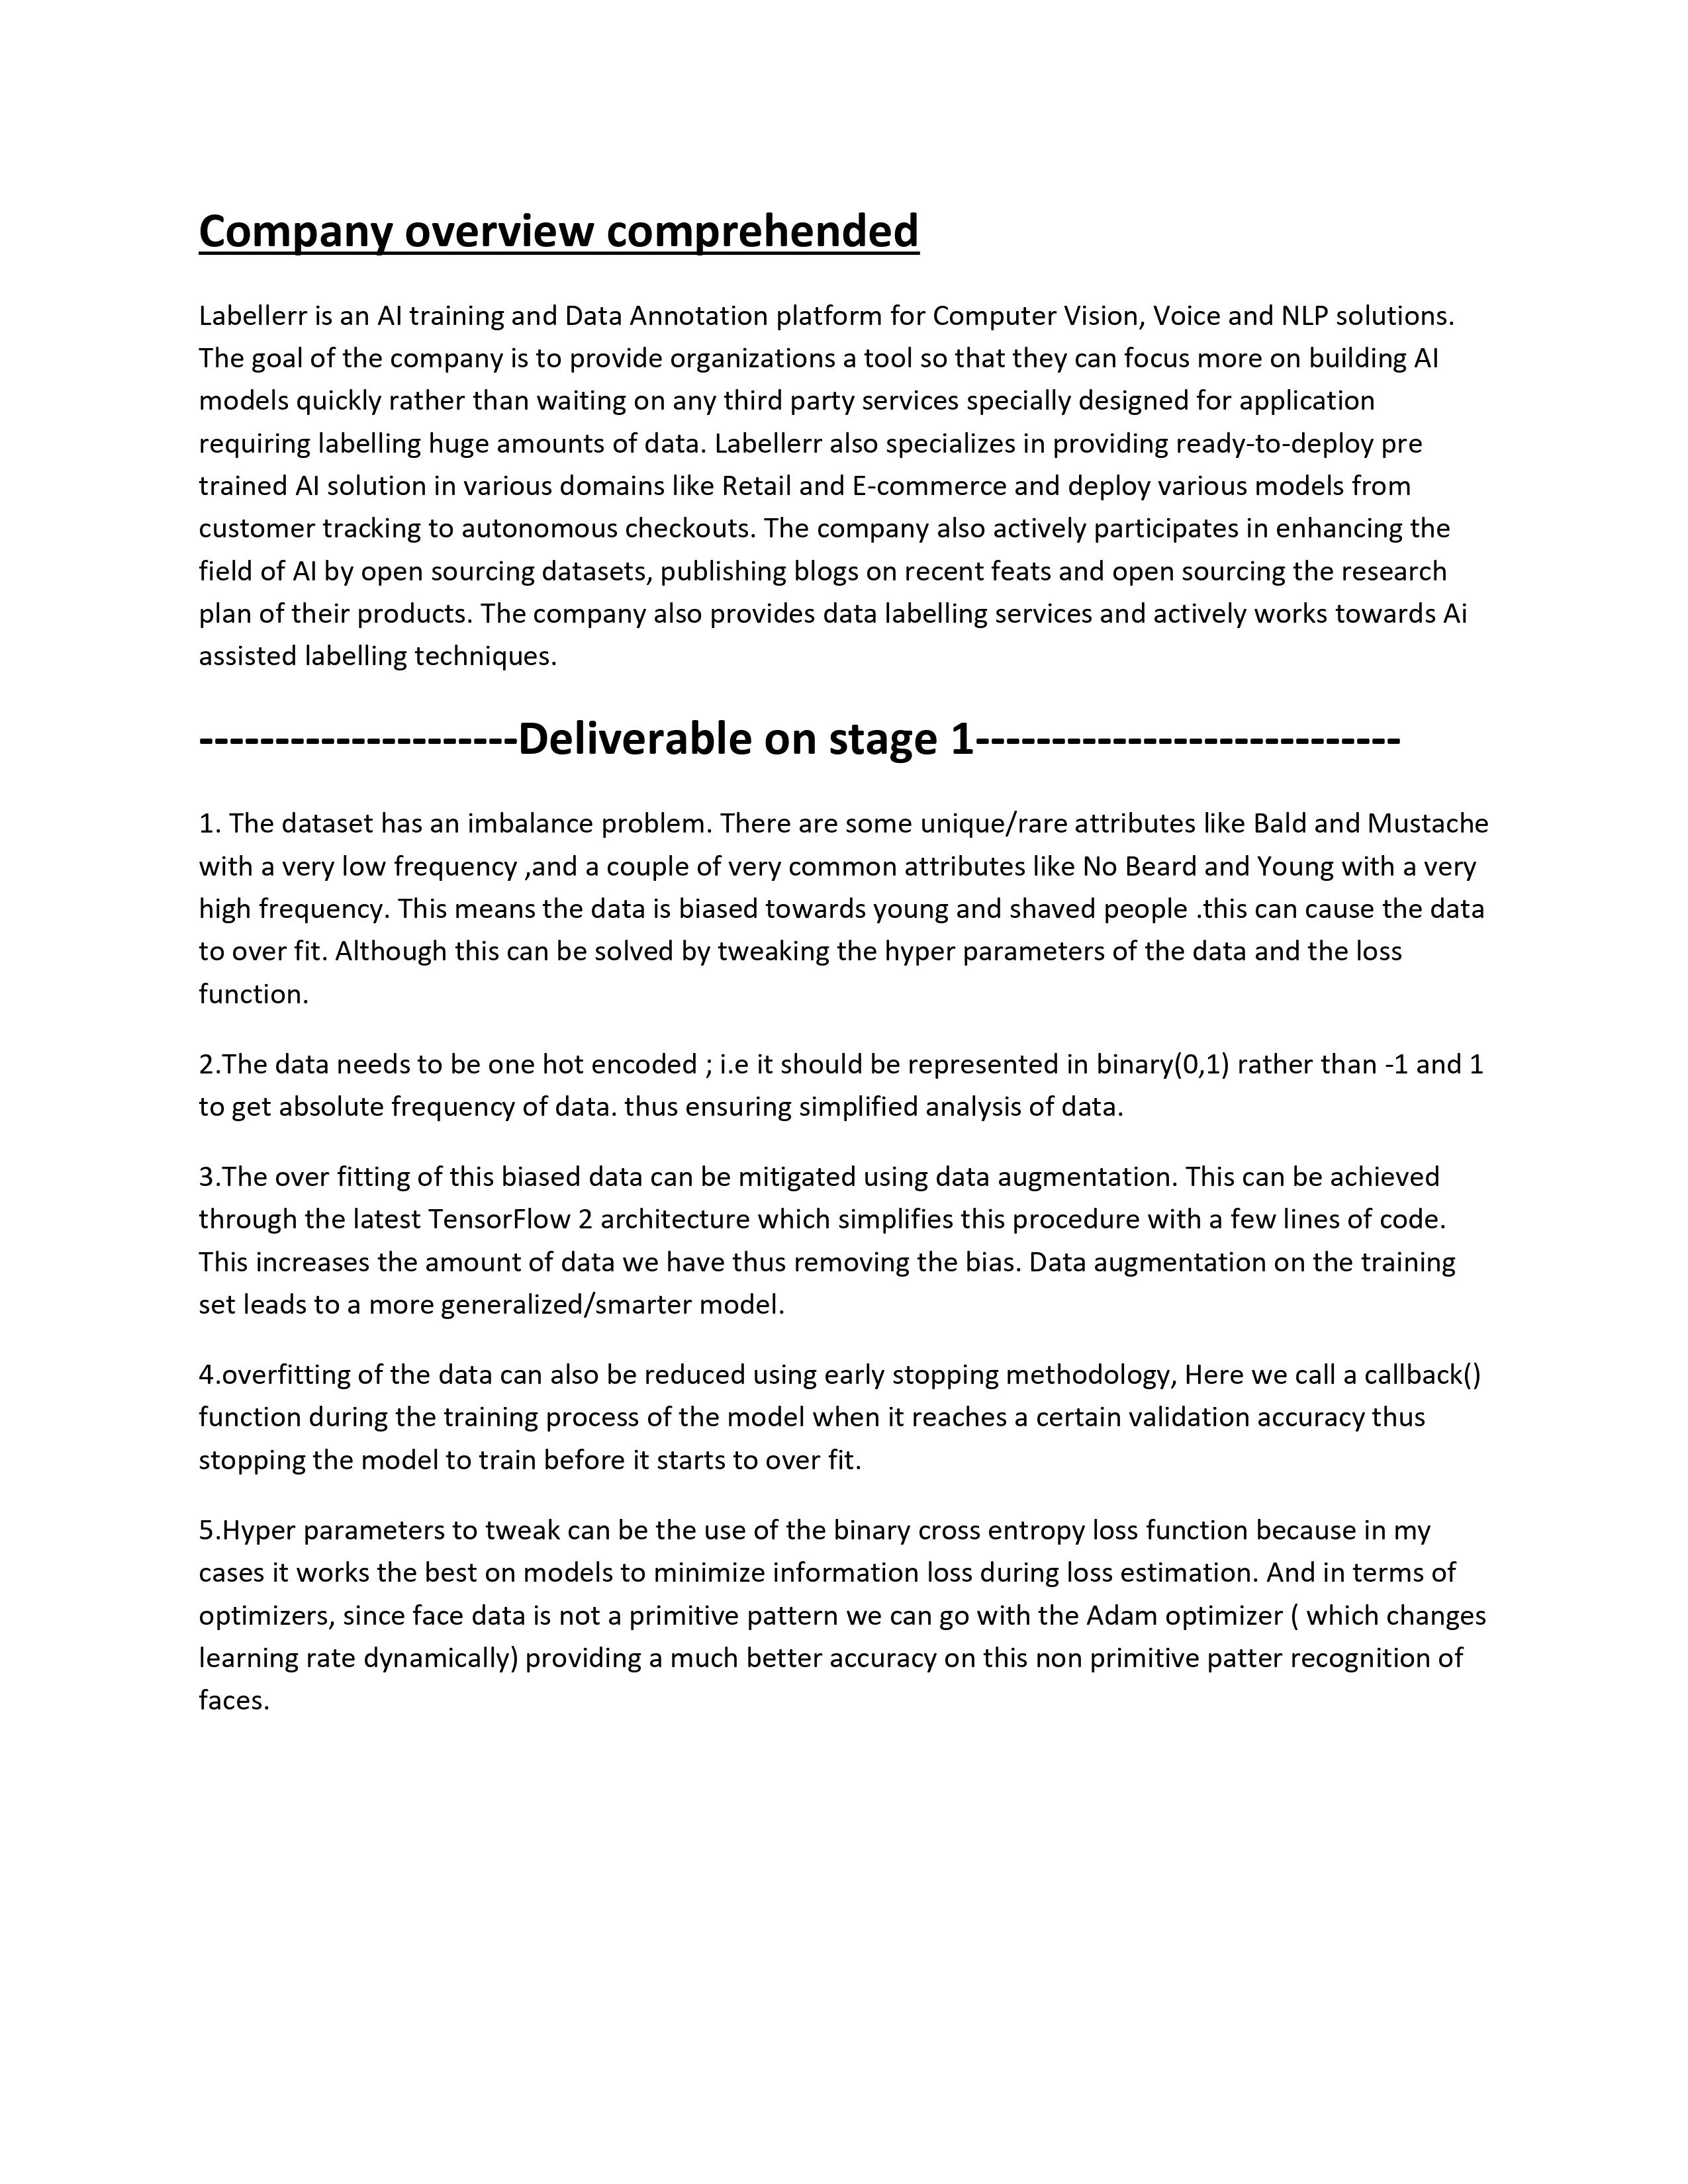 Company overview comprehended
Labellerr is an AI training and Data Annotation platform for Computer Vision, Voice and NLP solutions.
The goal of the company is to provide organizations a tool so that they can focus more on building AI
models quickly rather than waiting on any third party services specially designed for application
requiring labelling huge amounts of data. Labellerr also specializes in providing ready-to-deploy pre
trained AI solution in various domains like Retail and E-commerce and deploy various models from
customer tracking to autonomous checkouts. The company also actively participates in enhancing the
field of AI by open sourcing datasets, publishing blogs on recent feats and open sourcing the research
plan of their products. The company also provides data labelling services and actively works towards Ai
assisted labelling techniques.
---------------------Deliverable on stage 1----------------------------
1. The dataset has an imbalance problem. There are some unique/rare attributes like Bald and Mustache
with a very low frequency ,and a couple of very common attributes like No Beard and Young with a very
high frequency. This means the data is biased towards young and shaved people .this can cause the data
to over fit. Although this can be solved by tweaking the hyper parameters of the data and the loss
function.
2.The data needs to be one hot encoded ; i.e it should be represented in binary(0,1) rather than -1 and 1
to get absolute frequency of data. thus ensuring simplified analysis of data.
3.The over fitting of this biased data can be mitigated using data augmentation. This can be achieved
through the latest TensorFlow 2 architecture which simplifies this procedure with a few lines of code.
This increases the amount of data we have thus removing the bias. Data augmentation on the training
set leads to a more generalized/smarter model.
4.overfitting of the data can also be reduced using early stopping methodology, Here we call a callback()
function during the training process of the model when it reaches a certain validation accuracy thus
stopping the model to train before it starts to over fit.
5.Hyper parameters to tweak can be the use of the binary cross entropy loss function because in my
cases it works the best on models to minimize information loss during loss estimation. And in terms of
optimizers, since face data is not a primitive pattern we can go with the Adam optimizer ( which changes
learning rate dynamically) providing a much better accuracy on this non primitive patter recognition of
faces.